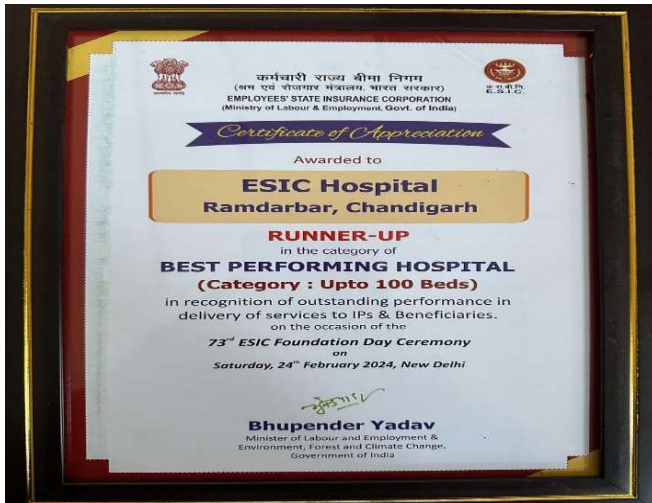 कर्मचारी राज्य बीमा निगम
(श्रम एवं रोजगार मंत्रालय, भारत सरकार)
EMPLOYEES' STATE INSURANCE CORPORATION
(Ministry of Labour & Employment, Govt. of India)
क.रा.बी.नि.
E.S.I.C.
Certificate of Appreciation
Awarded to
ESIC Hospital
Ramdarbar, Chandigarh
RUNNER-UP
in the category of
BEST PERFORMING HOSPITAL
(Category : Upto 100 Beds)
in recognition of outstanding performance in
delivery of services to IPs & Beneficiaries.
on the occasion of the
73rd ESIC Foundation Day Ceremony
on
Saturday, 24th February 2024, New Delhi
Bhupender Yadav
Minister of Labour and Employment &
Environment, Forest and Climate Change,
Government of India